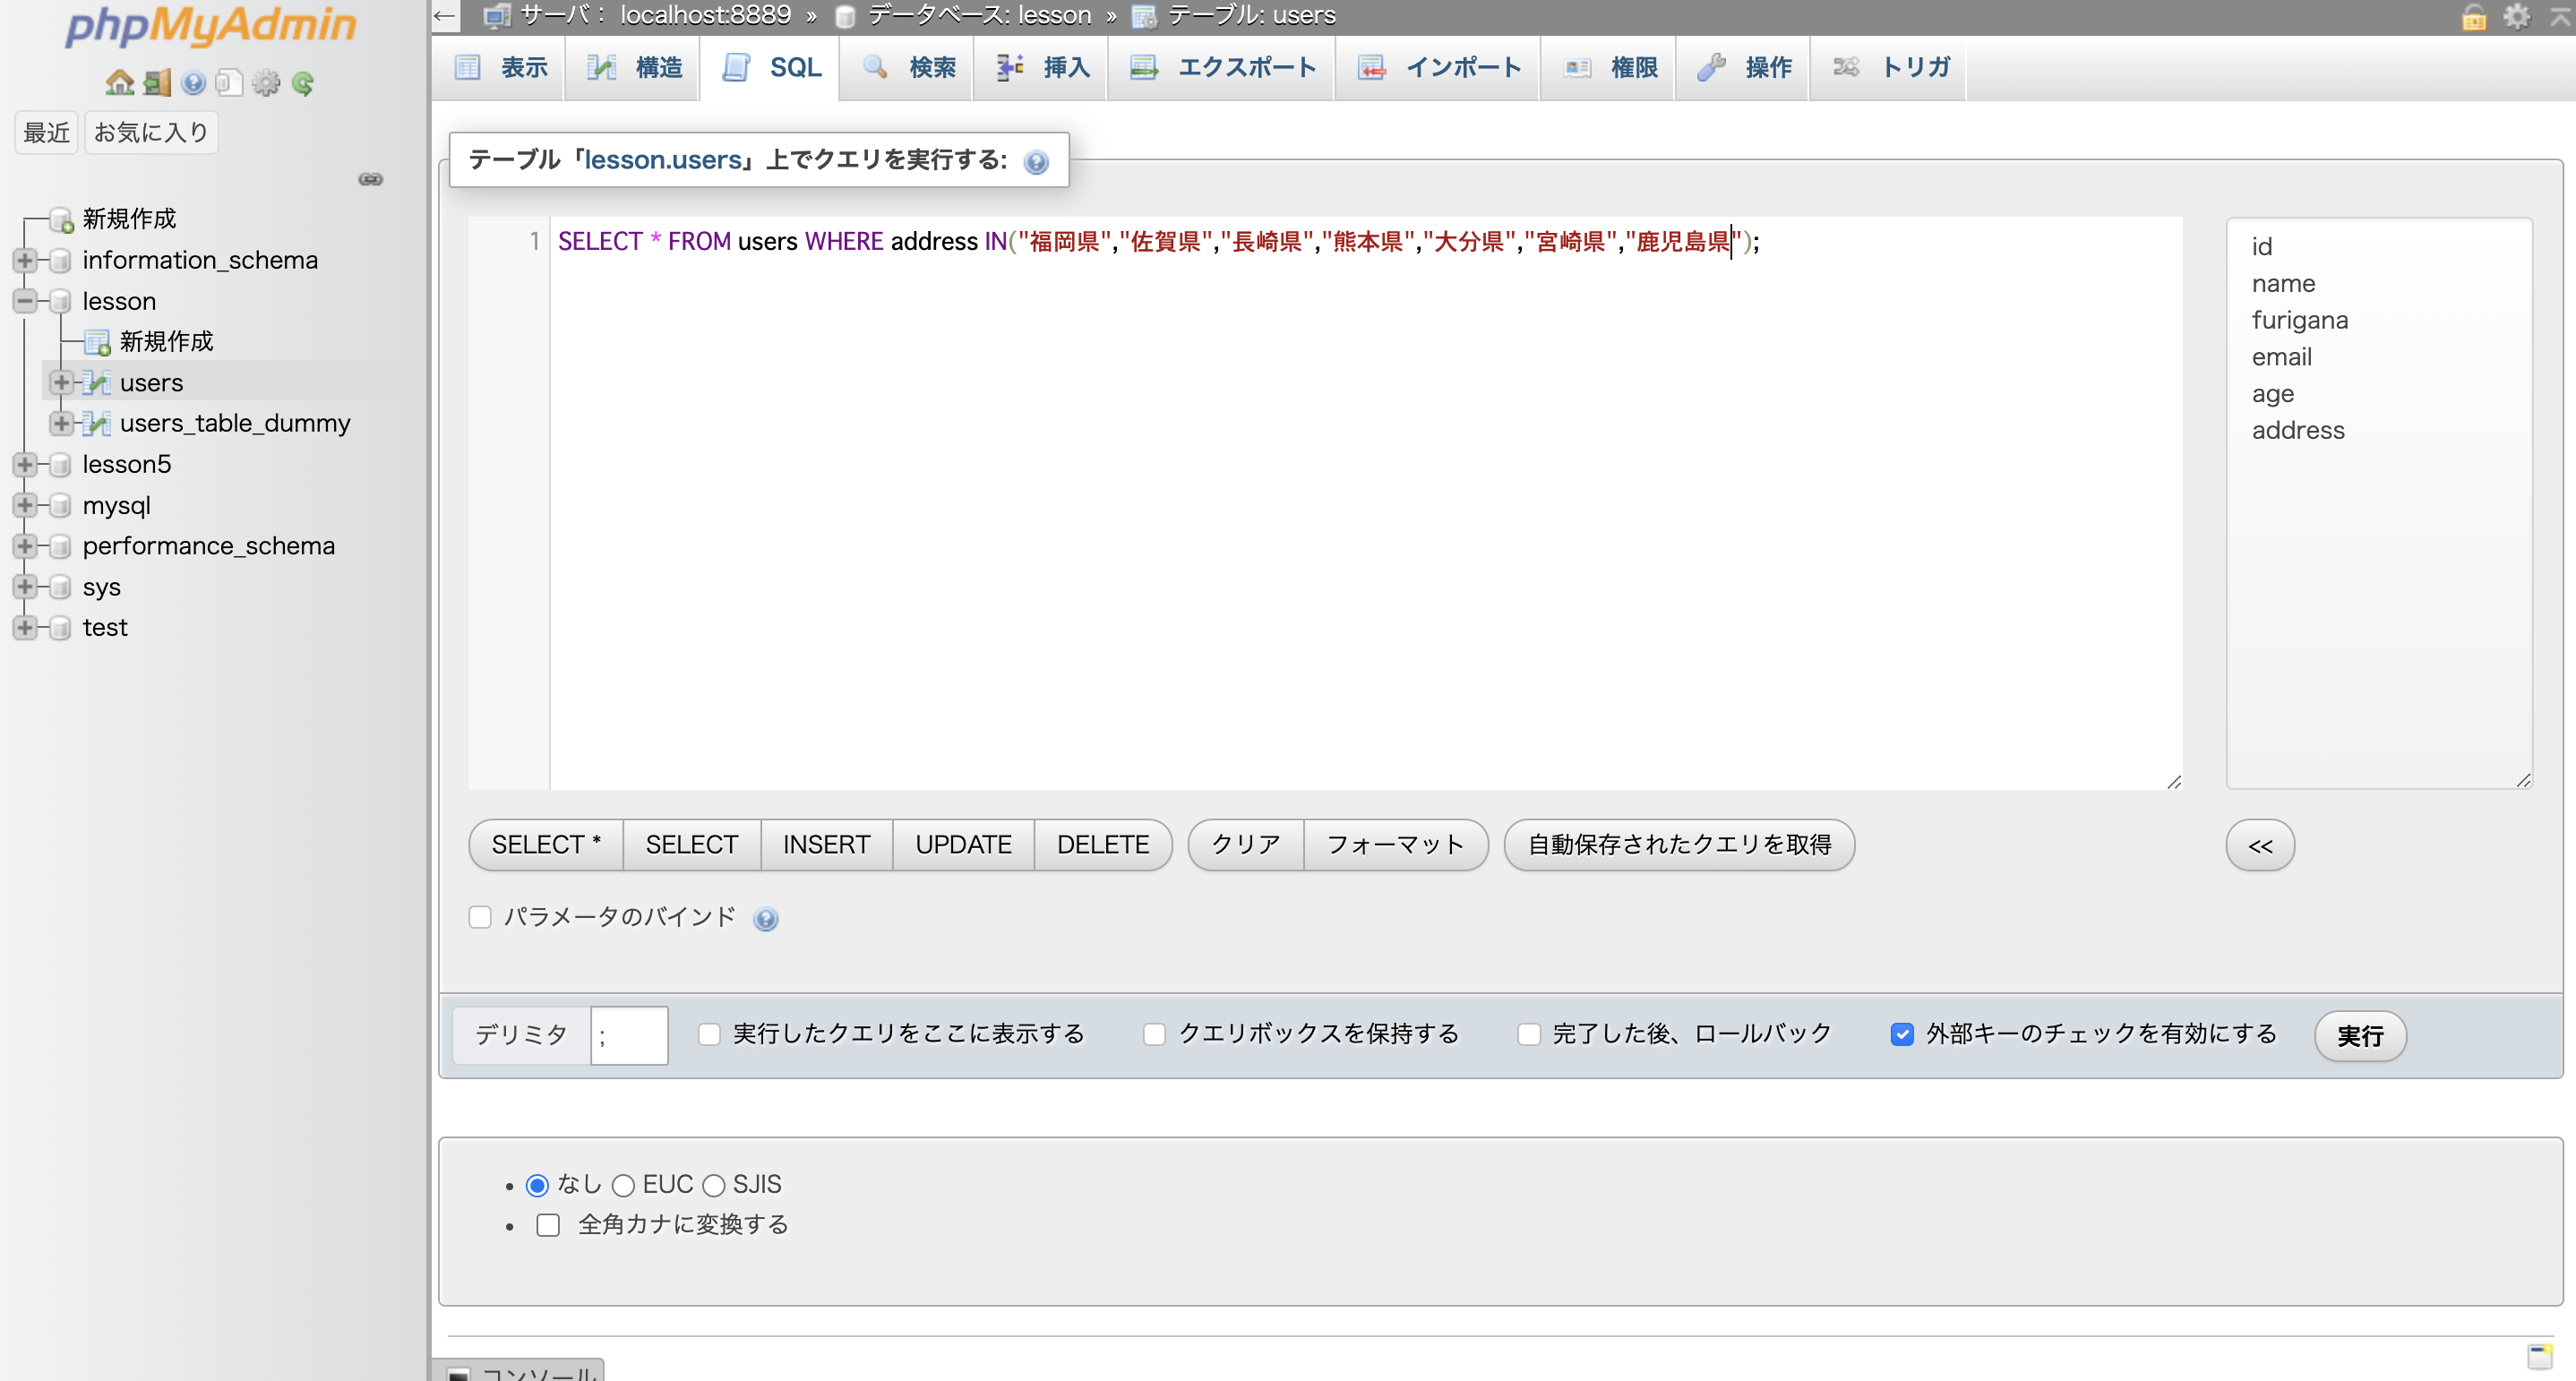 phpMyAdmin
最近 お気に入り
新規作成
information_schema
lesson
新規作成
users
users_table_dummy
lesson5
mysql
performance_schema
sys
test
← サーバ： localhost:8889 » データベース: lesson » テーブル: users
表示 構造 SQL 検索 挿入 エクスポート インポート 権限 操作 トリガ
テーブル「lesson.users」上でクエリを実行する:
1 SELECT * FROM users WHERE address IN("福岡県","佐賀県","長崎県","熊本県","大分県","宮崎県","鹿児島県");
id
name
furigana
email
age
address
SELECT * SELECT INSERT UPDATE DELETE クリア フォーマット 自動保存されたクエリを取得 <<
パラメータのバインド
デリミタ ; 実行したクエリをここに表示する クエリボックスを保持する 完了した後、ロールバック 外部キーのチェックを有効にする 実行
• なし EUC SJIS
• 全角カナに変換する
コンソール